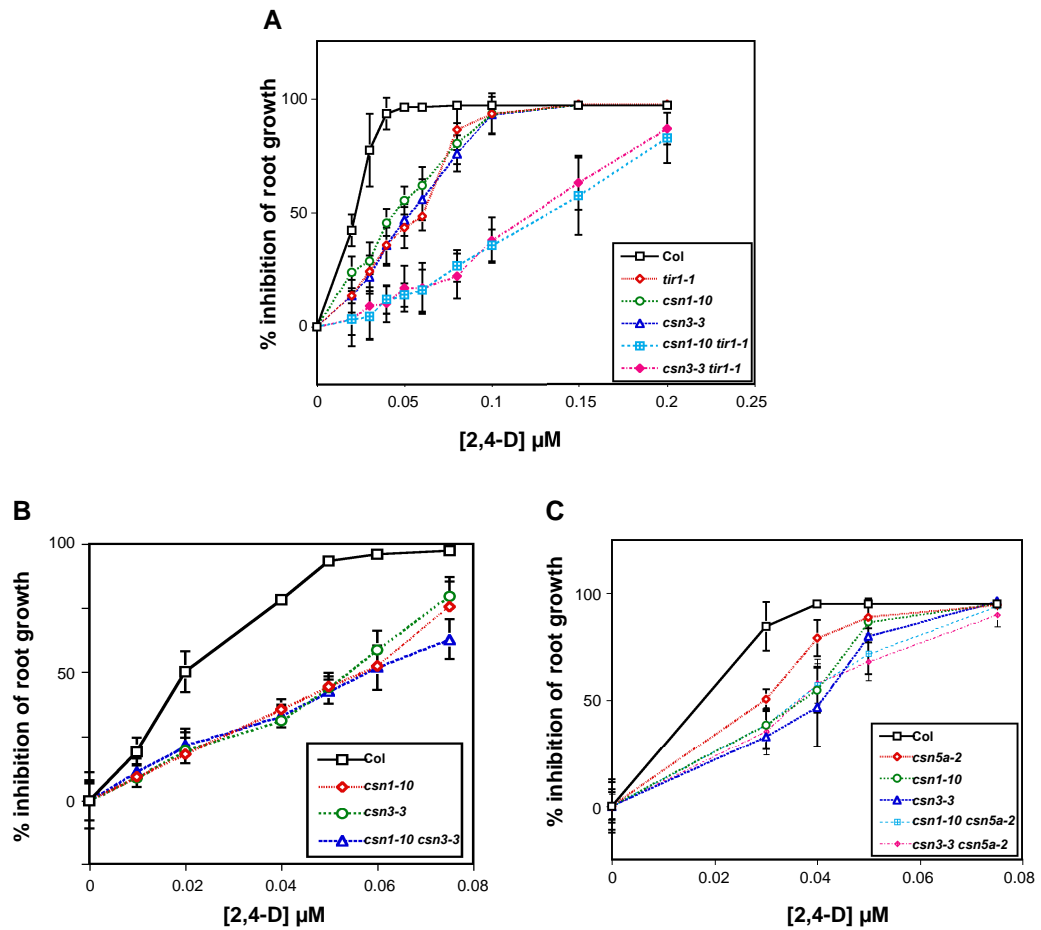 A
% inhibition of root growth
100
50
0
0
0.05
0.1
0.15
0.2
0.25
[2,4-D] µM
Col
tir1-1
csn1-10
csn3-3
csn1-10 tir1-1
csn3-3 tir1-1
B
% inhibition of root growth
100
50
0
0
0.02
0.04
0.06
0.08
[2,4-D] µM
Col
csn1-10
csn3-3
csn1-10 csn3-3
C
% inhibition of root growth
100
50
0
0
0.02
0.04
0.06
0.08
[2,4-D] µM
Col
csn5a-2
csn1-10
csn3-3
csn1-10 csn5a-2
csn3-3 csn5a-2